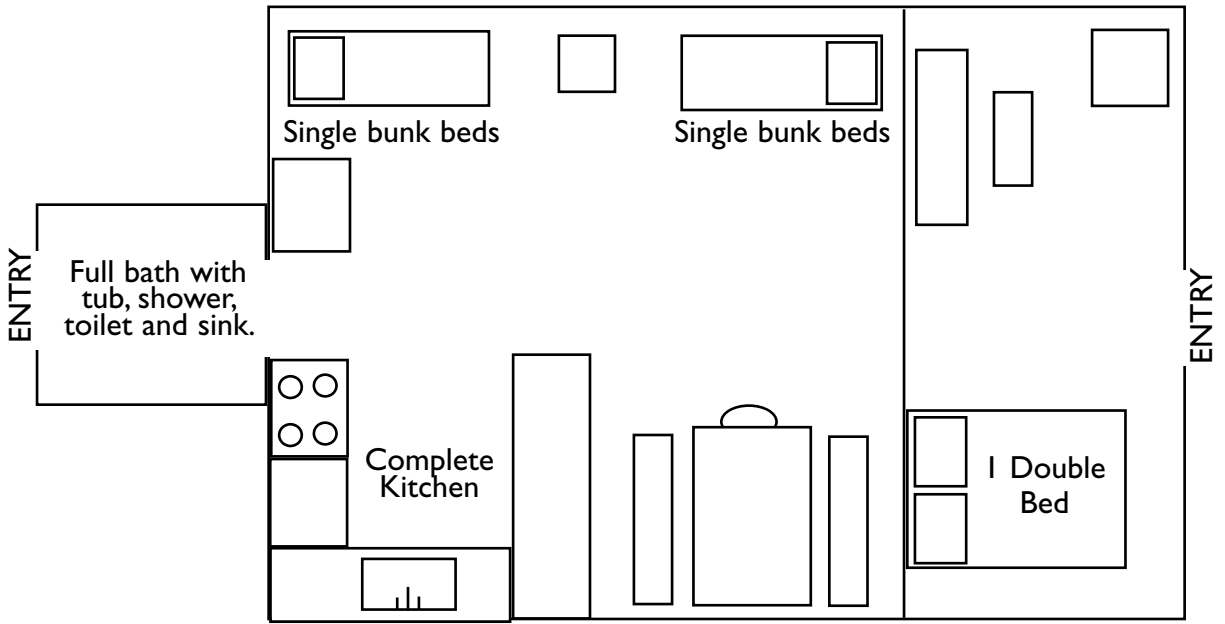 Single bunk beds
Single bunk beds
ENTRY
Full bath with
tub, shower,
toilet and sink.
ENTRY
Complete
Kitchen
1 Double
Bed